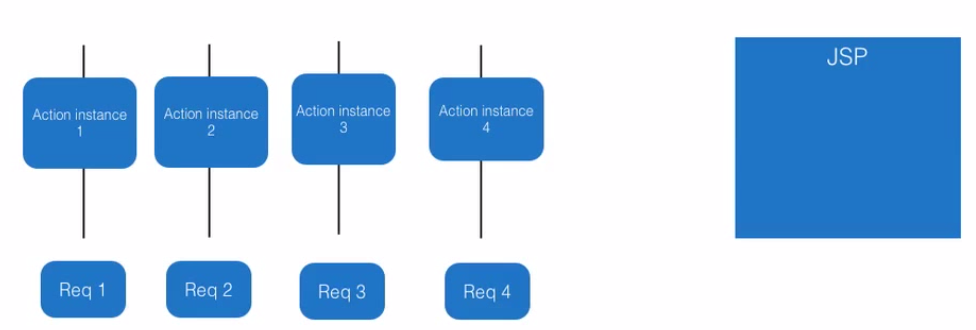 JSP
Action instance
1
Action instance
2
Action instance
3
Action instance
4
Req 1
Req 2
Req 3
Req 4